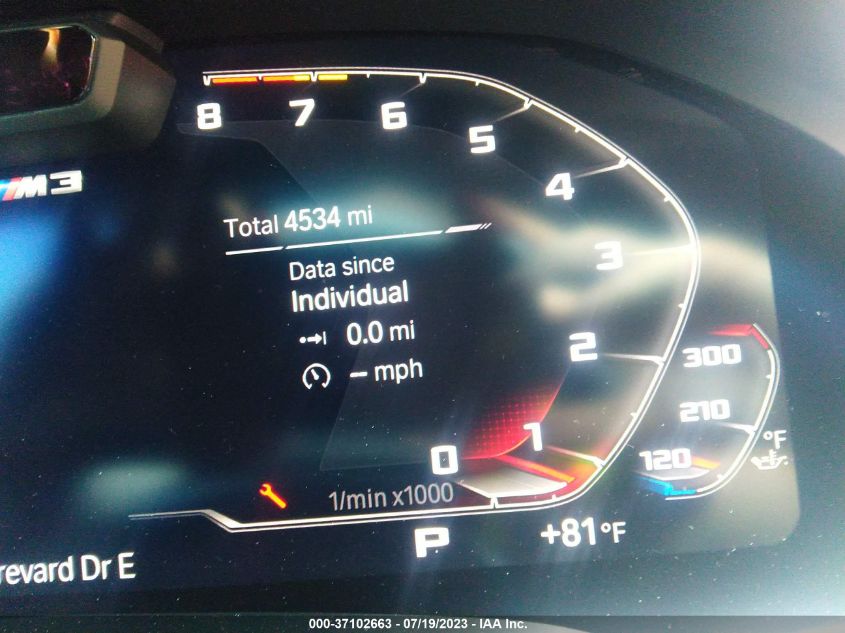 8 7 6 5 4 3 2 1 0
M3
Total 4534 mi
Data since
Individual
0.0 mi
-- mph
300
210
120
°F
1/min x1000
P
+81°F
revard Dr E
000-37102663 - 07/19/2023 - IAA Inc.